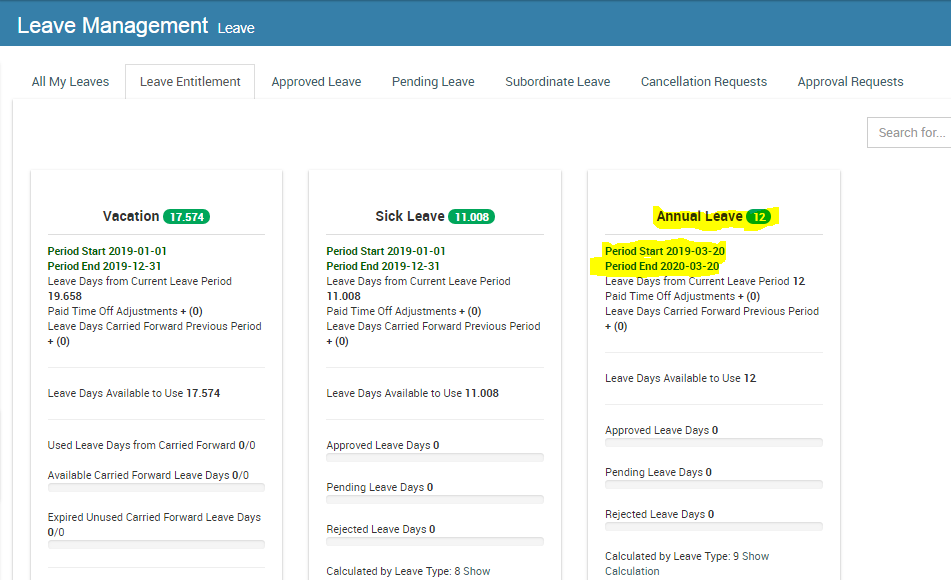 Leave Management Leave
All My Leaves Leave Entitlement Approved Leave Pending Leave Subordinate Leave Cancellation Requests Approval Requests
Search for...
Vacation 17.574
Period Start 2019-01-01
Period End 2019-12-31
Leave Days from Current Leave Period
19.658
Paid Time Off Adjustments + (0)
Leave Days Carried Forward Previous Period
+ (0)
Leave Days Available to Use 17.574
Used Leave Days from Carried Forward 0/0
Available Carried Forward Leave Days 0/0
Expired Unused Carried Forward Leave Days
0/0
Sick Leave 11.008
Period Start 2019-01-01
Period End 2019-12-31
Leave Days from Current Leave Period
11.008
Paid Time Off Adjustments + (0)
Leave Days Carried Forward Previous Period
+ (0)
Leave Days Available to Use 11.008
Approved Leave Days 0
Pending Leave Days 0
Rejected Leave Days 0
Calculated by Leave Type: 8 Show
Annual Leave 12
Period Start 2019-03-20
Period End 2020-03-20
Leave Days from Current Leave Period 12
Paid Time Off Adjustments + (0)
Leave Days Carried Forward Previous Period
+ (0)
Leave Days Available to Use 12
Approved Leave Days 0
Pending Leave Days 0
Rejected Leave Days 0
Calculated by Leave Type: 9 Show
Calculation